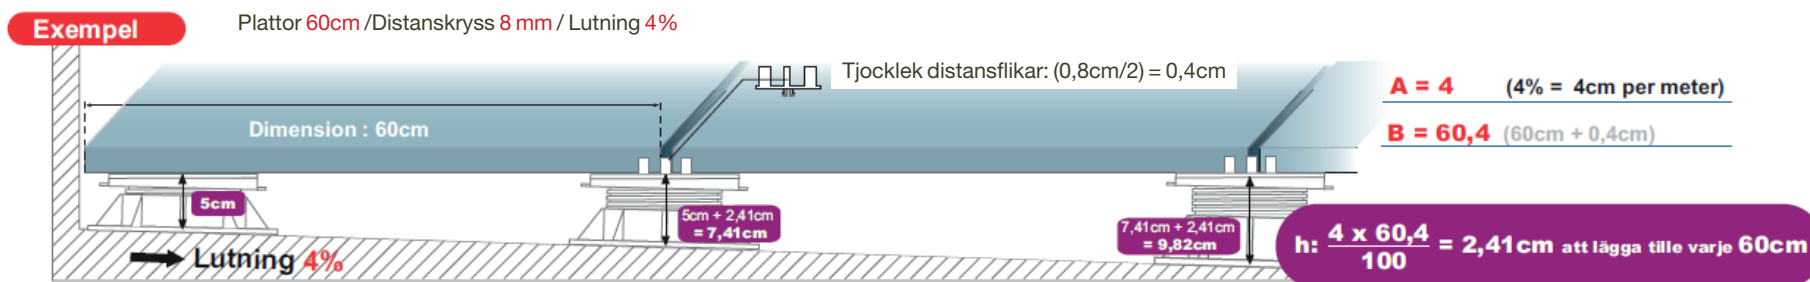 Exempel
Plattor 60cm /Distanskryss 8 mm / Lutning 4%
Tjocklek distansflikar: (0,8cm/2) = 0,4cm
A = 4 (4% = 4cm per meter)
B = 60,4 (60cm + 0,4cm)
Dimension : 60cm
5cm
5cm + 2,41cm
= 7,41cm
7,41cm + 2,41cm
= 9,82cm
h: 4 x 60,4
100
= 2,41cm att lägga tille varje 60cm
Lutning 4%